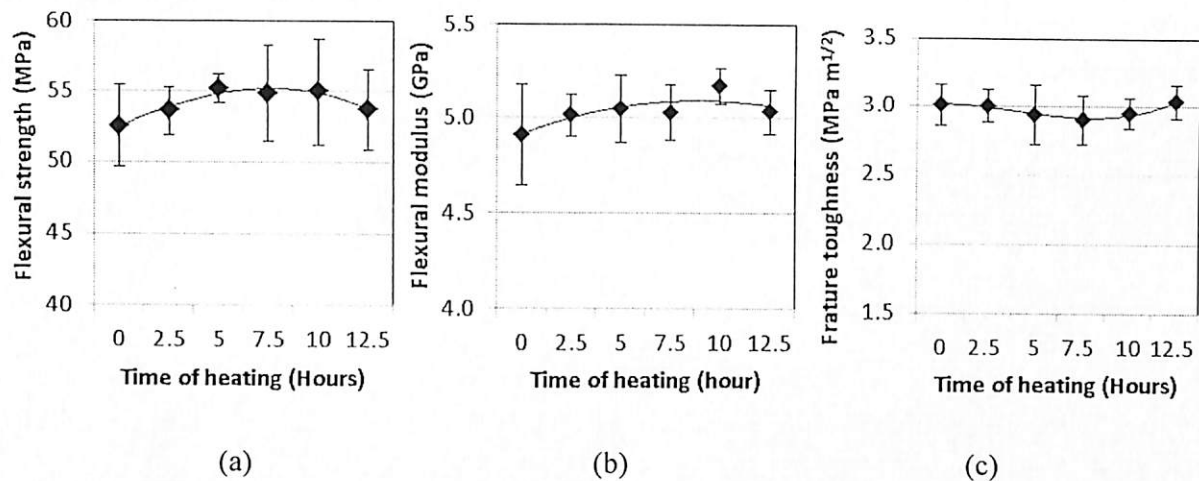 Flexural strength (MPa)
60
55
50
45
40
0 2.5 5 7.5 10 12.5
Time of heating (Hours)
(a)
Flexural modulus (GPa)
5.5
5.0
4.5
4.0
0 2.5 5 7.5 10 12.5
Time of heating (hour)
(b)
Frature toughness (MPa m^1/2)
3.5
3.0
2.5
2.0
1.5
0 2.5 5 7.5 10 12.5
Time of heating (Hours)
(c)